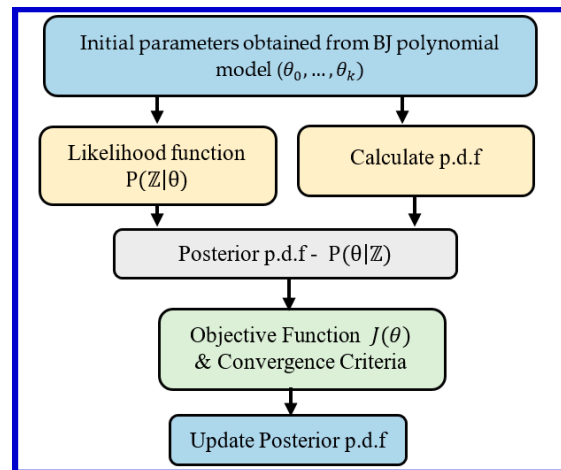 Initial parameters obtained from BJ polynomial
model (θ₀, … , θₖ)
Likelihood function
P(ℤ|θ)
Calculate p.d.f
Posterior p.d.f - P(θ|ℤ)
Objective Function J(θ)
& Convergence Criteria
Update Posterior p.d.f